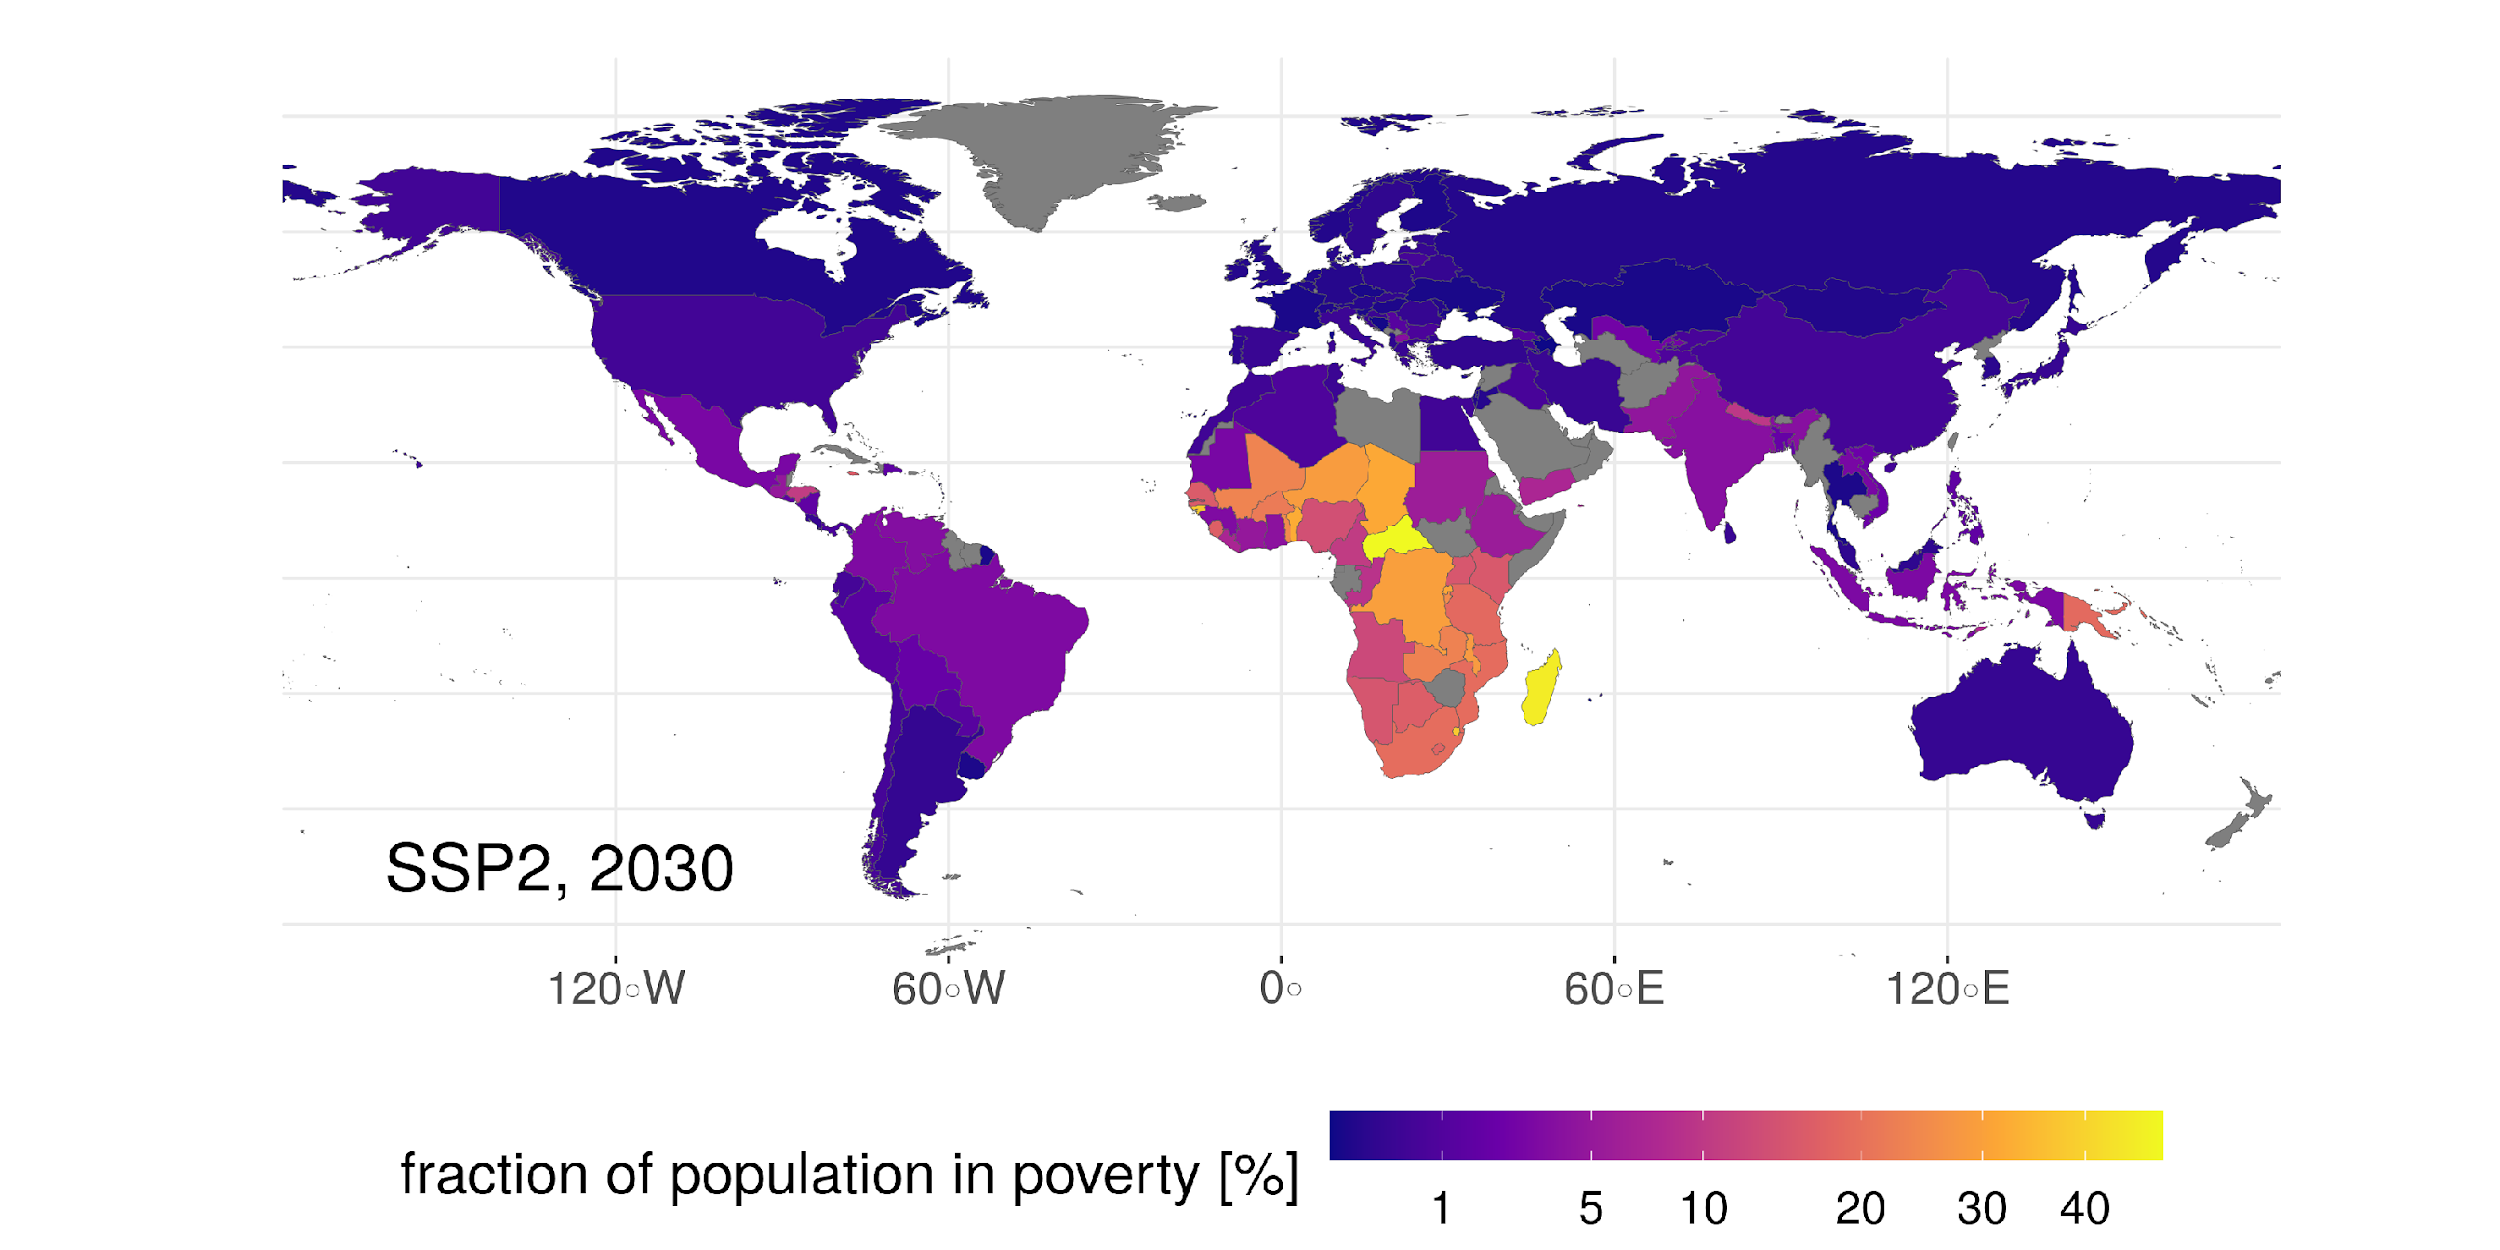 SSP2, 2030
120°W 60°W 0° 60°E 120°E
fraction of population in poverty [%]
1 5 10 20 30 40